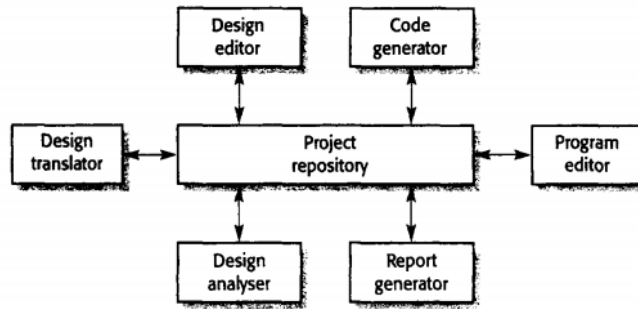 Design
editor
Code
generator
Design
translator
Project
repository
Program
editor
Design
analyser
Report
generator